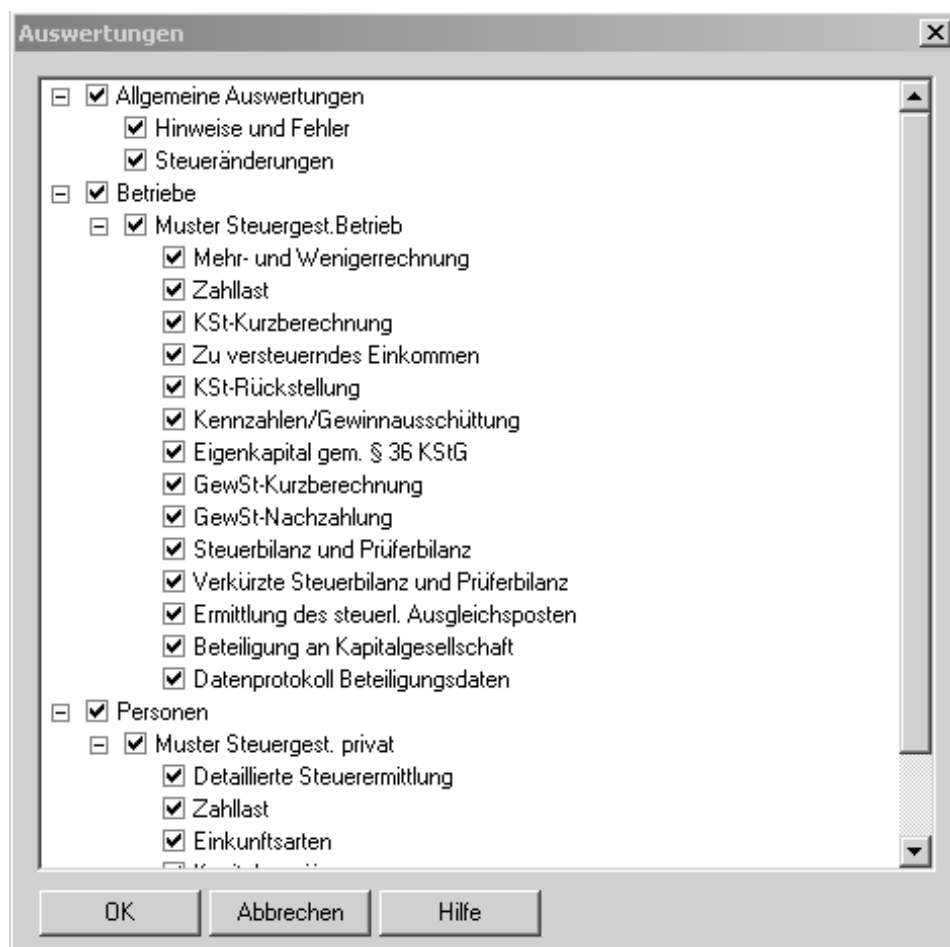 Auswertungen
Allgemeine Auswertungen
Hinweise und Fehler
Steueränderungen
Betriebe
Muster Steuergest.Betrieb
Mehr- und Wenigerrechnung
Zahllast
KSt-Kurzberechnung
Zu versteuerndes Einkommen
KSt-Rückstellung
Kennzahlen/Gewinnausschüttung
Eigenkapital gem. § 36 KStG
GewSt-Kurzberechnung
GewSt-Nachzahlung
Steuerbilanz und Prüferbilanz
Verkürzte Steuerbilanz und Prüferbilanz
Ermittlung des steuerl. Ausgleichsposten
Beteiligung an Kapitalgesellschaft
Datenprotokoll Beteiligungsdaten
Personen
Muster Steuergest. privat
Detaillierte Steuerermittlung
Zahllast
Einkunftsarten
OK Abbrechen Hilfe